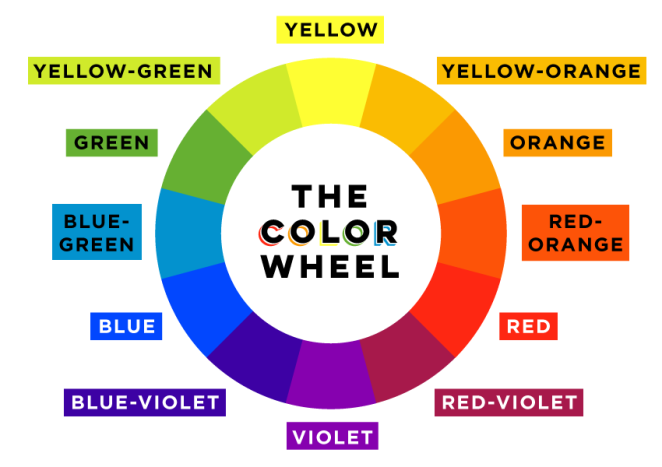 YELLOW
YELLOW-GREEN
YELLOW-ORANGE
GREEN
ORANGE
THE
COLOR
WHEEL
BLUE-
GREEN
RED-
ORANGE
BLUE
RED
BLUE-VIOLET
RED-VIOLET
VIOLET